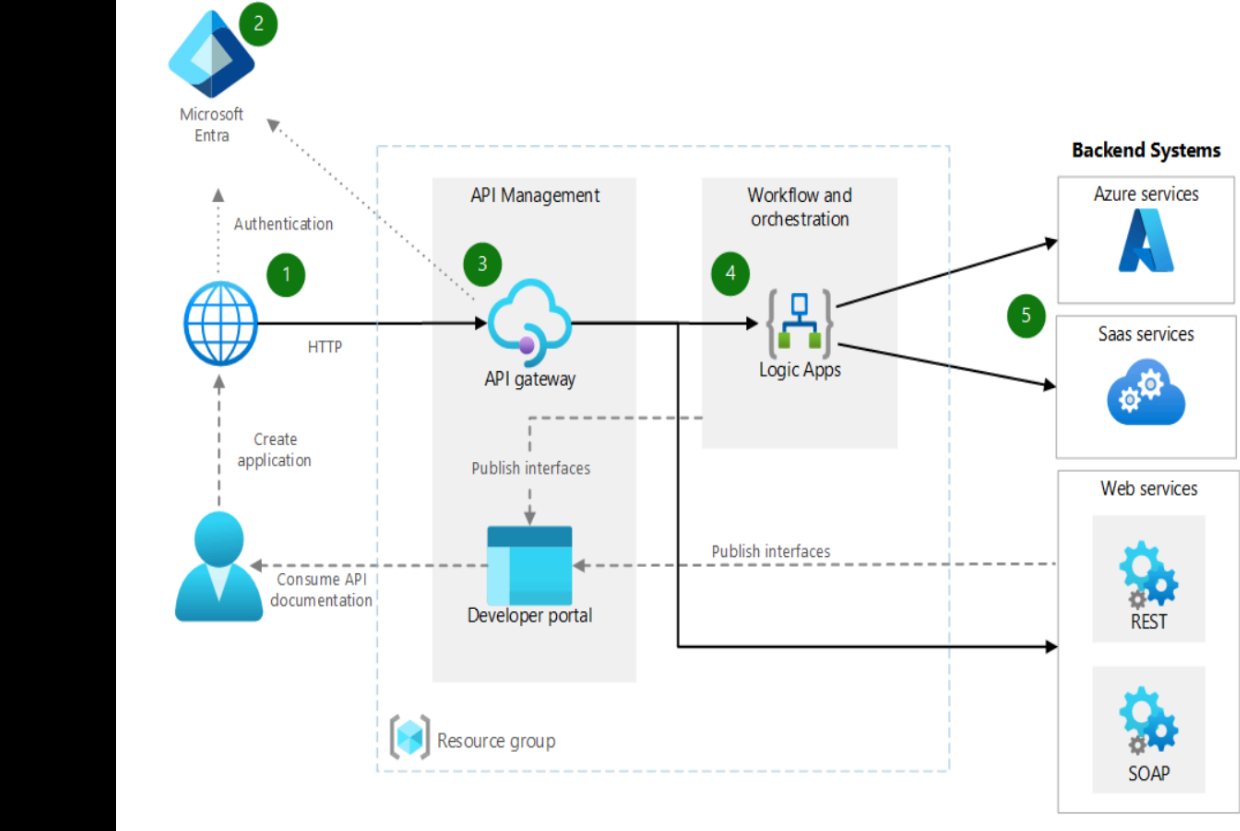 2
Microsoft
Entra
Backend Systems
API Management
Workflow and
orchestration
Azure services
Authentication
1
3
4
5
HTTP
API gateway
Logic Apps
Saas services
Create
application
Publish interfaces
Web services
Publish interfaces
Consume API
documentation
Developer portal
REST
Resource group
SOAP